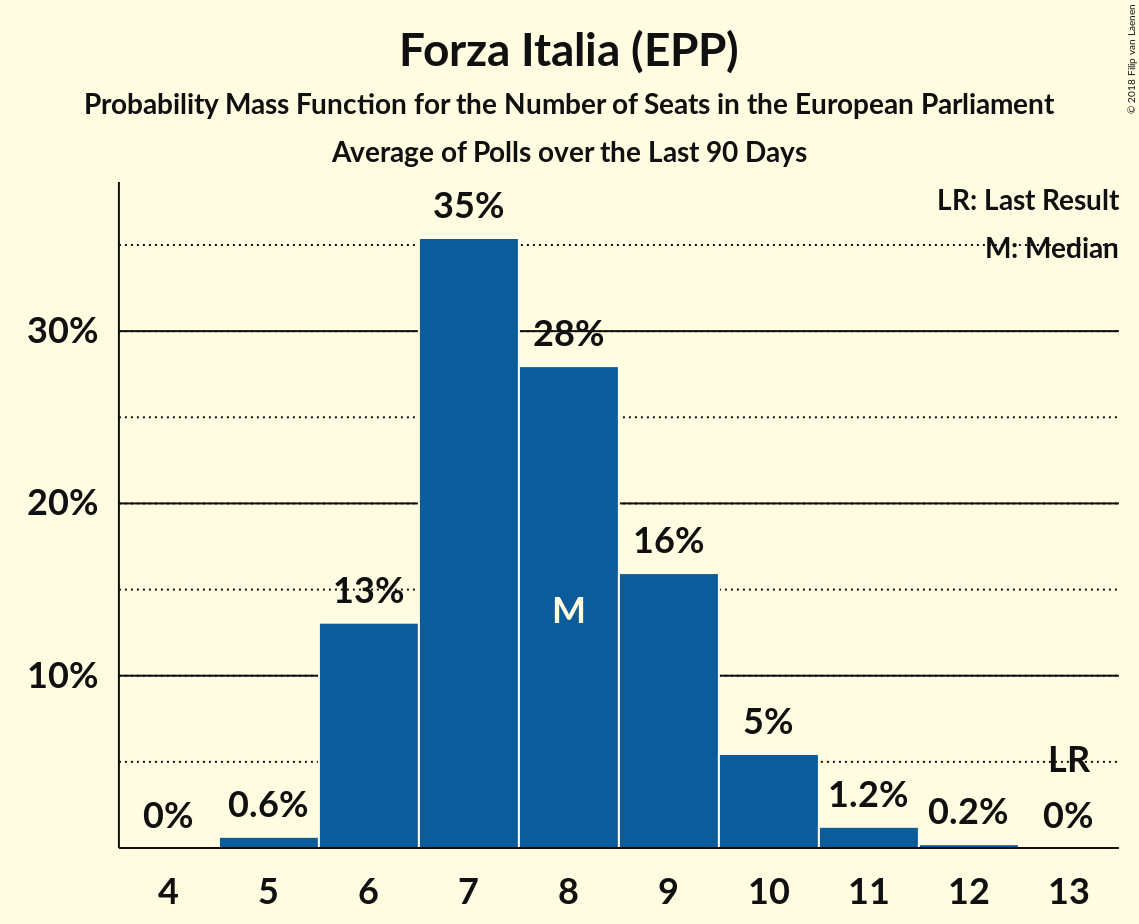 Forza Italia (EPP)
Probability Mass Function for the Number of Seats in the European Parliament
Average of Polls over the Last 90 Days
© 2018 Filip van Laenen
LR: Last Result
M: Median
35%
30%
28%
20%
16%
13%
M
10%
5%
LR
1.2%
0.6%
0.2%
0%
0%
4 5 6 7 8 9 10 11 12 13